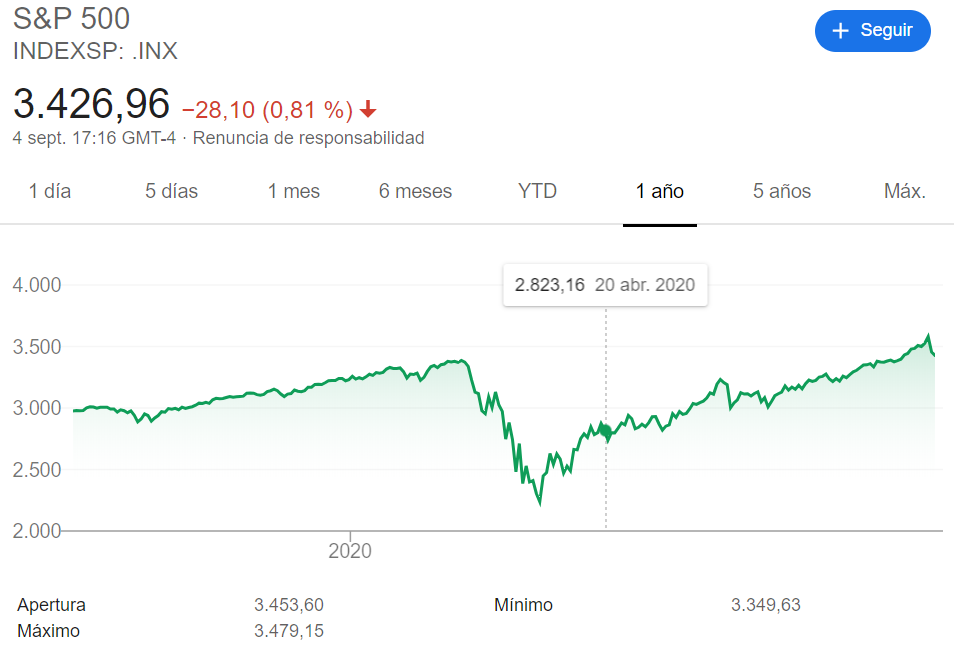 S&P 500
+ Seguir
INDEXSP: .INX
3.426,96 −28,10 (0,81 %)
4 sept. 17:16 GMT-4 · Renuncia de responsabilidad
1 día 5 días 1 mes 6 meses YTD 1 año 5 años Máx.
2.823,16 20 abr. 2020
4.000
3.500
3.000
2.500
2.000
2020
Apertura 3.453,60 Mínimo 3.349,63
Máximo 3.479,15